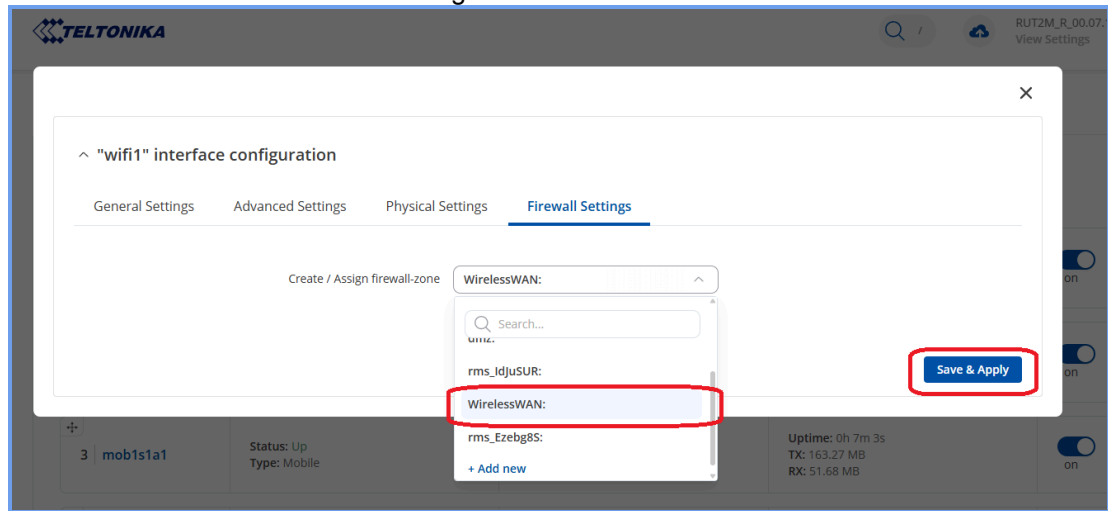 TELTONIKA
/
RUT2M_R_00.07.
View Settings
"wifi1" interface configuration
General Settings
Advanced Settings
Physical Settings
Firewall Settings
Create / Assign firewall-zone
WirelessWAN:
Search...
rms_IdJuSUR:
WirelessWAN:
rms_Ezebg8S:
+ Add new
Save & Apply
on
on
3 mob1s1a1
Status: Up
Type: Mobile
Uptime: 0h 7m 3s
TX: 163.27 MB
RX: 51.68 MB
on